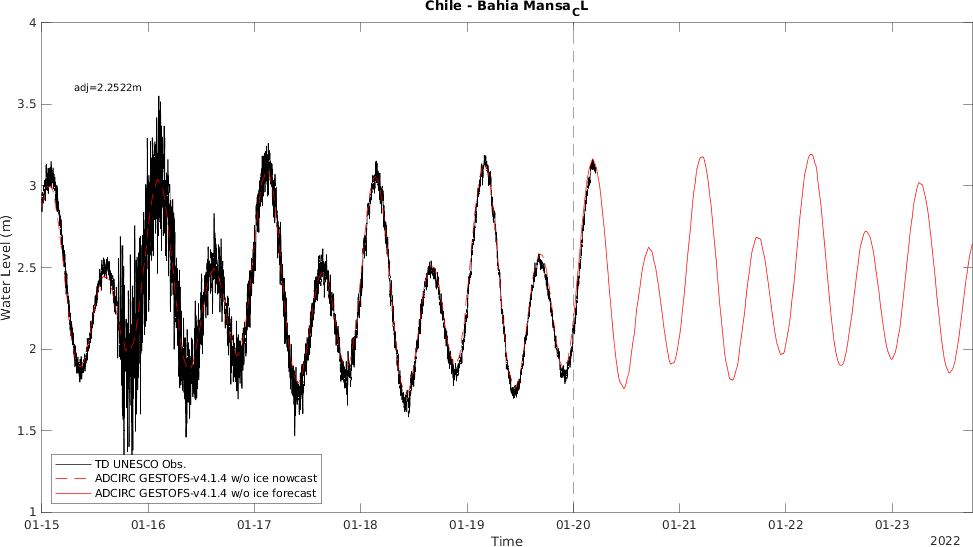 Chile - Bahia Mansa_CL
adj=2.2522m
Water Level (m)
4
3.5
3
2.5
2
1.5
1
TD UNESCO Obs.
ADCIRC GESTOFS-v4.1.4 w/o ice nowcast
ADCIRC GESTOFS-v4.1.4 w/o ice forecast
01-15 01-16 01-17 01-18 01-19 01-20 01-21 01-22 01-23
Time
2022